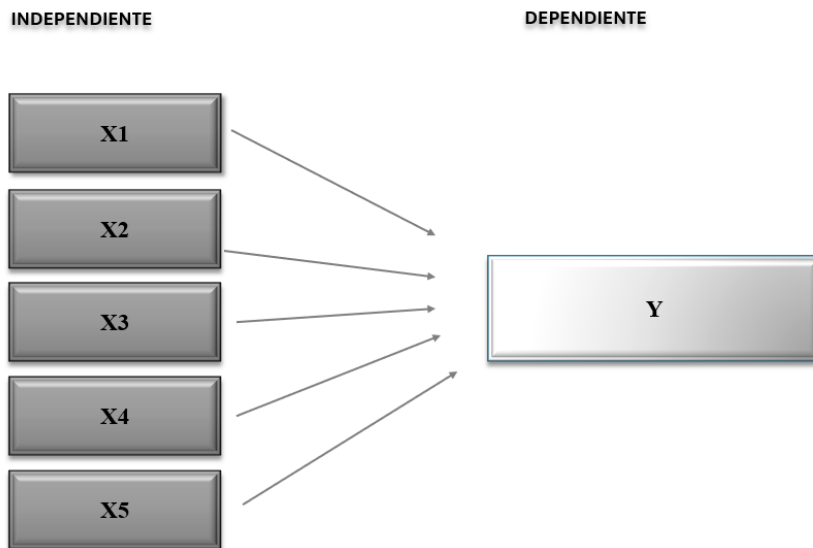 INDEPENDIENTE
DEPENDIENTE
X1
X2
X3
X4
X5
Y